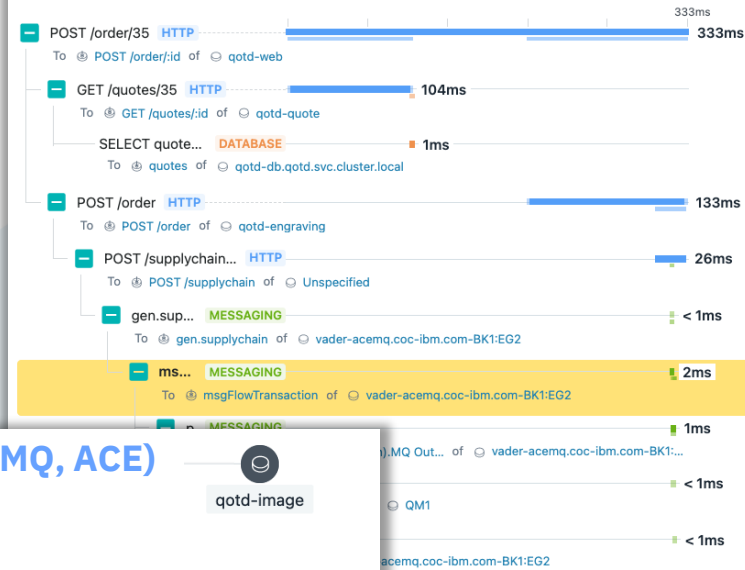 333ms
POST /order/35 HTTP 333ms
To POST /order/:id of qotd-web
GET /quotes/35 HTTP 104ms
To GET /quotes/:id of qotd-quote
SELECT quote... DATABASE 1ms
To quotes of qotd-db.qotd.svc.cluster.local
POST /order HTTP 133ms
To POST /order of qotd-engraving
POST /supplychain... HTTP 26ms
To POST /supplychain of Unspecified
gen.sup... MESSAGING < 1ms
To gen.supplychain of vader-acemq.coc-ibm.com-BK1:EG2
ms... MESSAGING 2ms
To msgFlowTransaction of vader-acemq.coc-ibm.com-BK1:EG2
MESSAGING 1ms
).MQ Out... of vader-acemq.coc-ibm.com-BK1:...
MQ, ACE)
< 1ms
qotd-image
QM1
< 1ms
acemq.coc-ibm.com-BK1:EG2